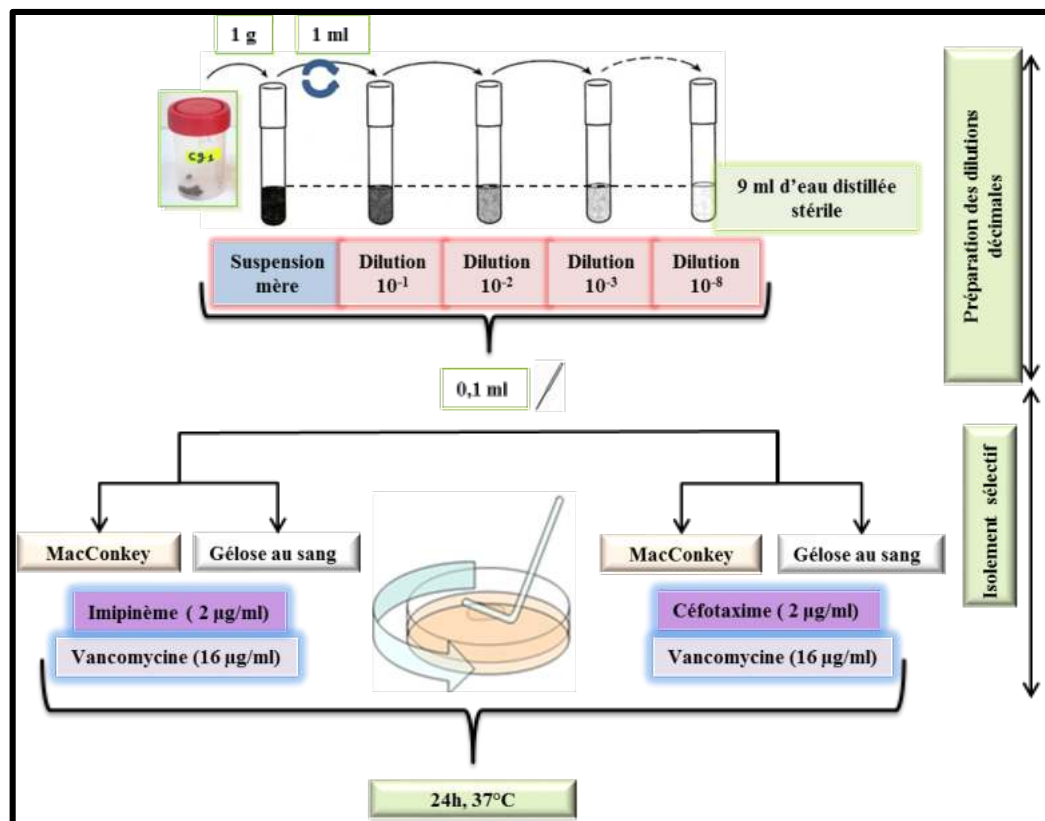 1 g
1 ml
Cg-1
9 ml d’eau distillée
stérile
Suspension
mère
Dilution
10⁻¹
Dilution
10⁻²
Dilution
10⁻³
Dilution
10⁻⁸
Préparation des dilutions
décimales
0,1 ml
MacConkey
Gélose au sang
MacConkey
Gélose au sang
Imipinème ( 2 µg/ml)
Vancomycine (16 µg/ml)
Céfotaxime ( 2 µg/ml)
Vancomycine (16 µg/ml)
Isolement sélectif
24h, 37°C